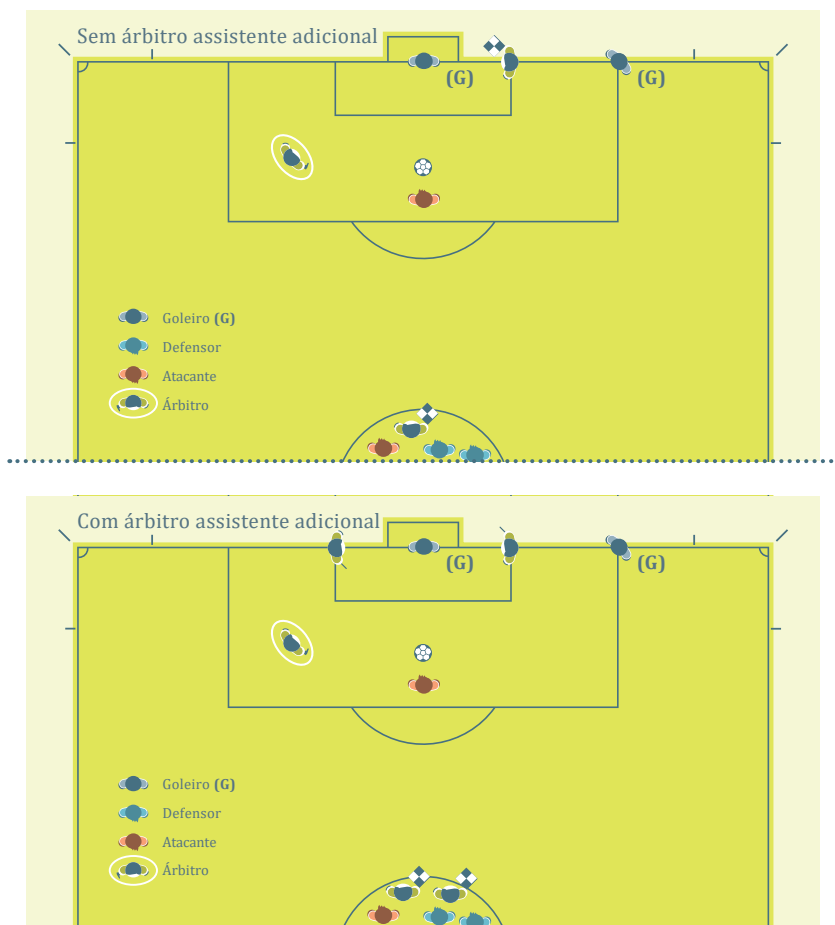 Sem árbitro assistente adicional
(G)
(G)
Goleiro (G)
Defensor
Atacante
Árbitro
Com árbitro assistente adicional
(G)
(G)
Goleiro (G)
Defensor
Atacante
Árbitro